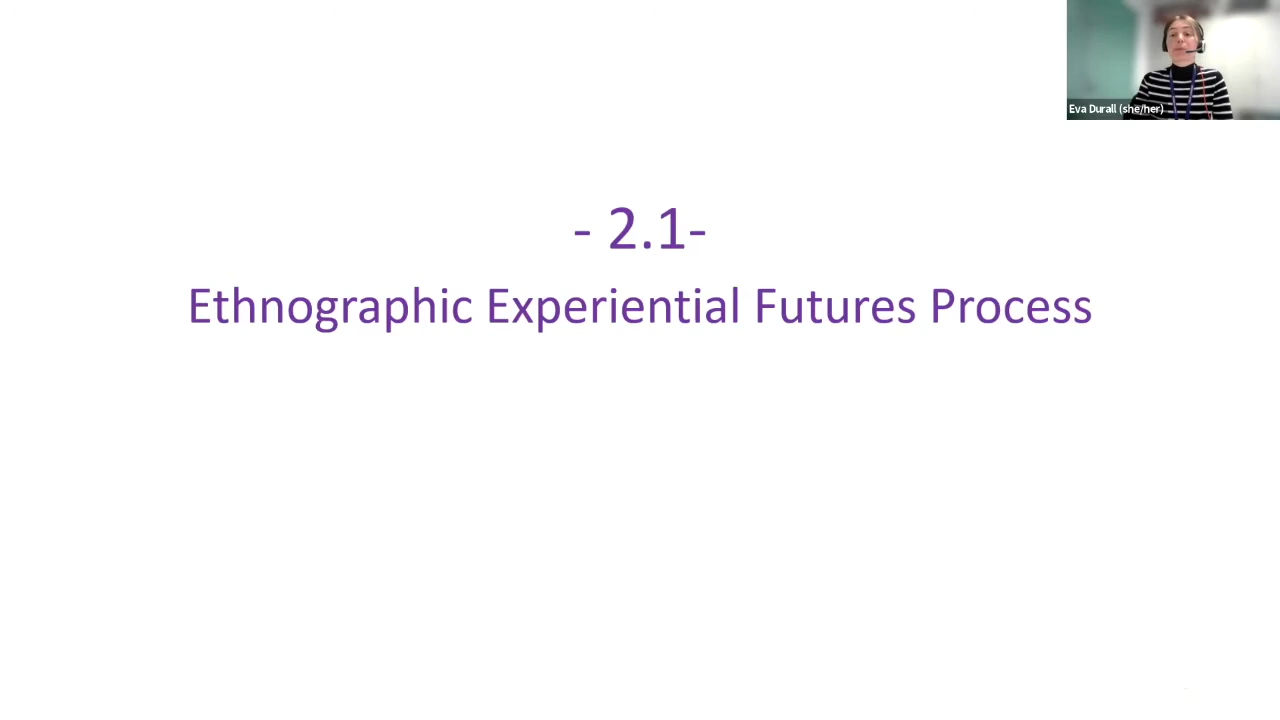 Eva Durall (she/her)
- 2.1-
Ethnographic Experiential Futures Process